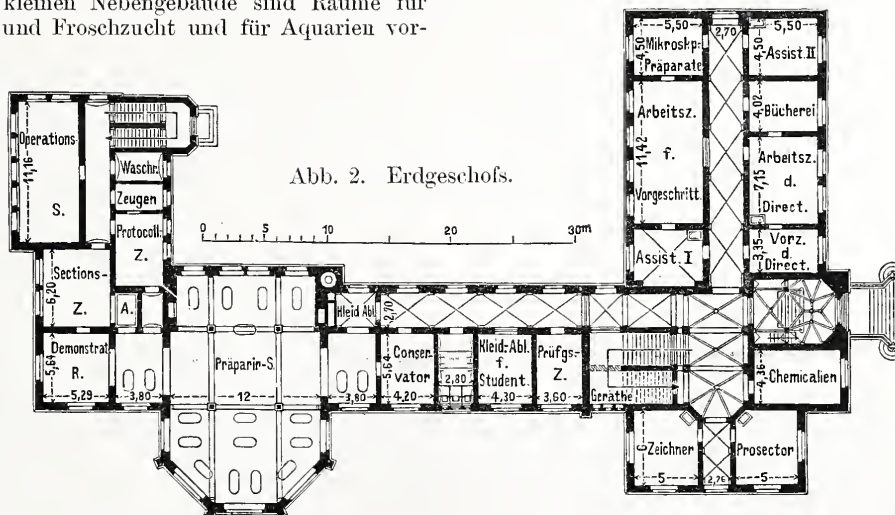 kleinen Nebengebäude sind Räume für
und Froschzucht und für Aquarien vor-
Abb. 2. Erdgeschofs.
0 5 10 20 30m
Operations-
S.
11,16
Waschr.
Zeugen
Protocoll-
Z.
Sections-
Z.
6,20
A.
Demonstrat.
R.
5,64
5,29
3,80
Präparir-S.
12
3,80
Kleid Abl.
2,70
Conser-
vator
5,64
4,20
2,80
Kleid-Abl.
f.
Student.
4,30
Prüfgs-
Z.
3,60
Geräthe
5,50
4,50
Mikroskp.
Präparate
2,70
5,50
4,50
Assist. II
Arbeitsz.
f.
Vorgeschritt.
11,42
4,02
Bücherei
Arbeitsz.
d.
Direct.
7,15
Assist. I
Vorz.
d.
Direct.
3,35
4,36
Chemicalien
Zeichner
6
5
2,76
Prosector
5